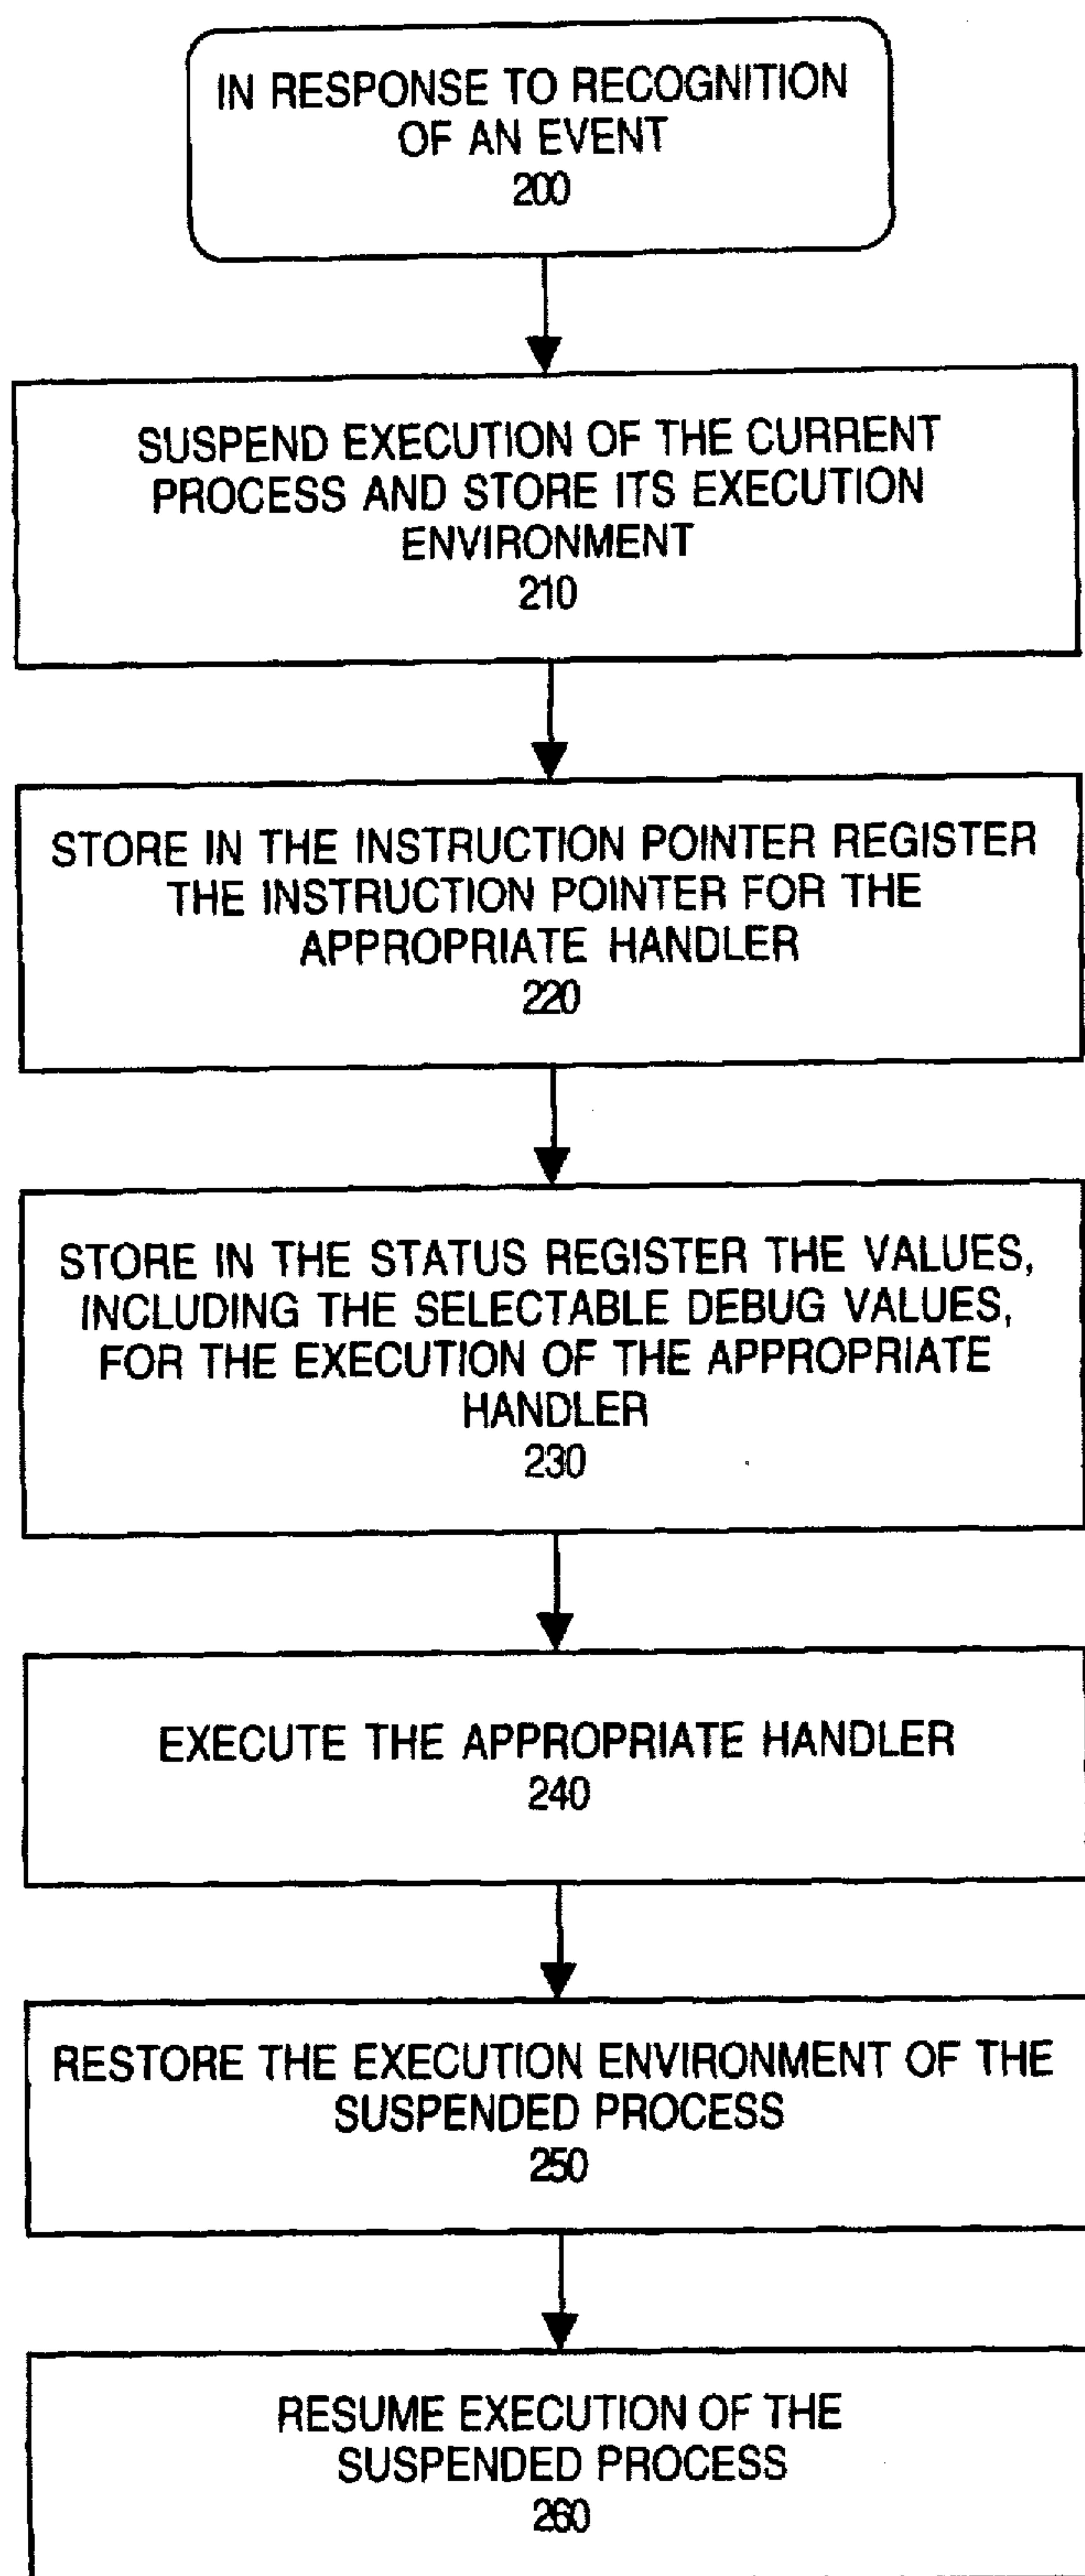 IN RESPONSE TO RECOGNITION
OF AN EVENT
200
SUSPEND EXECUTION OF THE CURRENT
PROCESS AND STORE ITS EXECUTION
ENVIRONMENT
210
STORE IN THE INSTRUCTION POINTER REGISTER
THE INSTRUCTION POINTER FOR THE
APPROPRIATE HANDLER
220
STORE IN THE STATUS REGISTER THE VALUES,
INCLUDING THE SELECTABLE DEBUG VALUES,
FOR THE EXECUTION OF THE APPROPRIATE
HANDLER
230
EXECUTE THE APPROPRIATE HANDLER
240
RESTORE THE EXECUTION ENVIRONMENT OF THE
SUSPENDED PROCESS
250
RESUME EXECUTION OF THE
SUSPENDED PROCESS
260